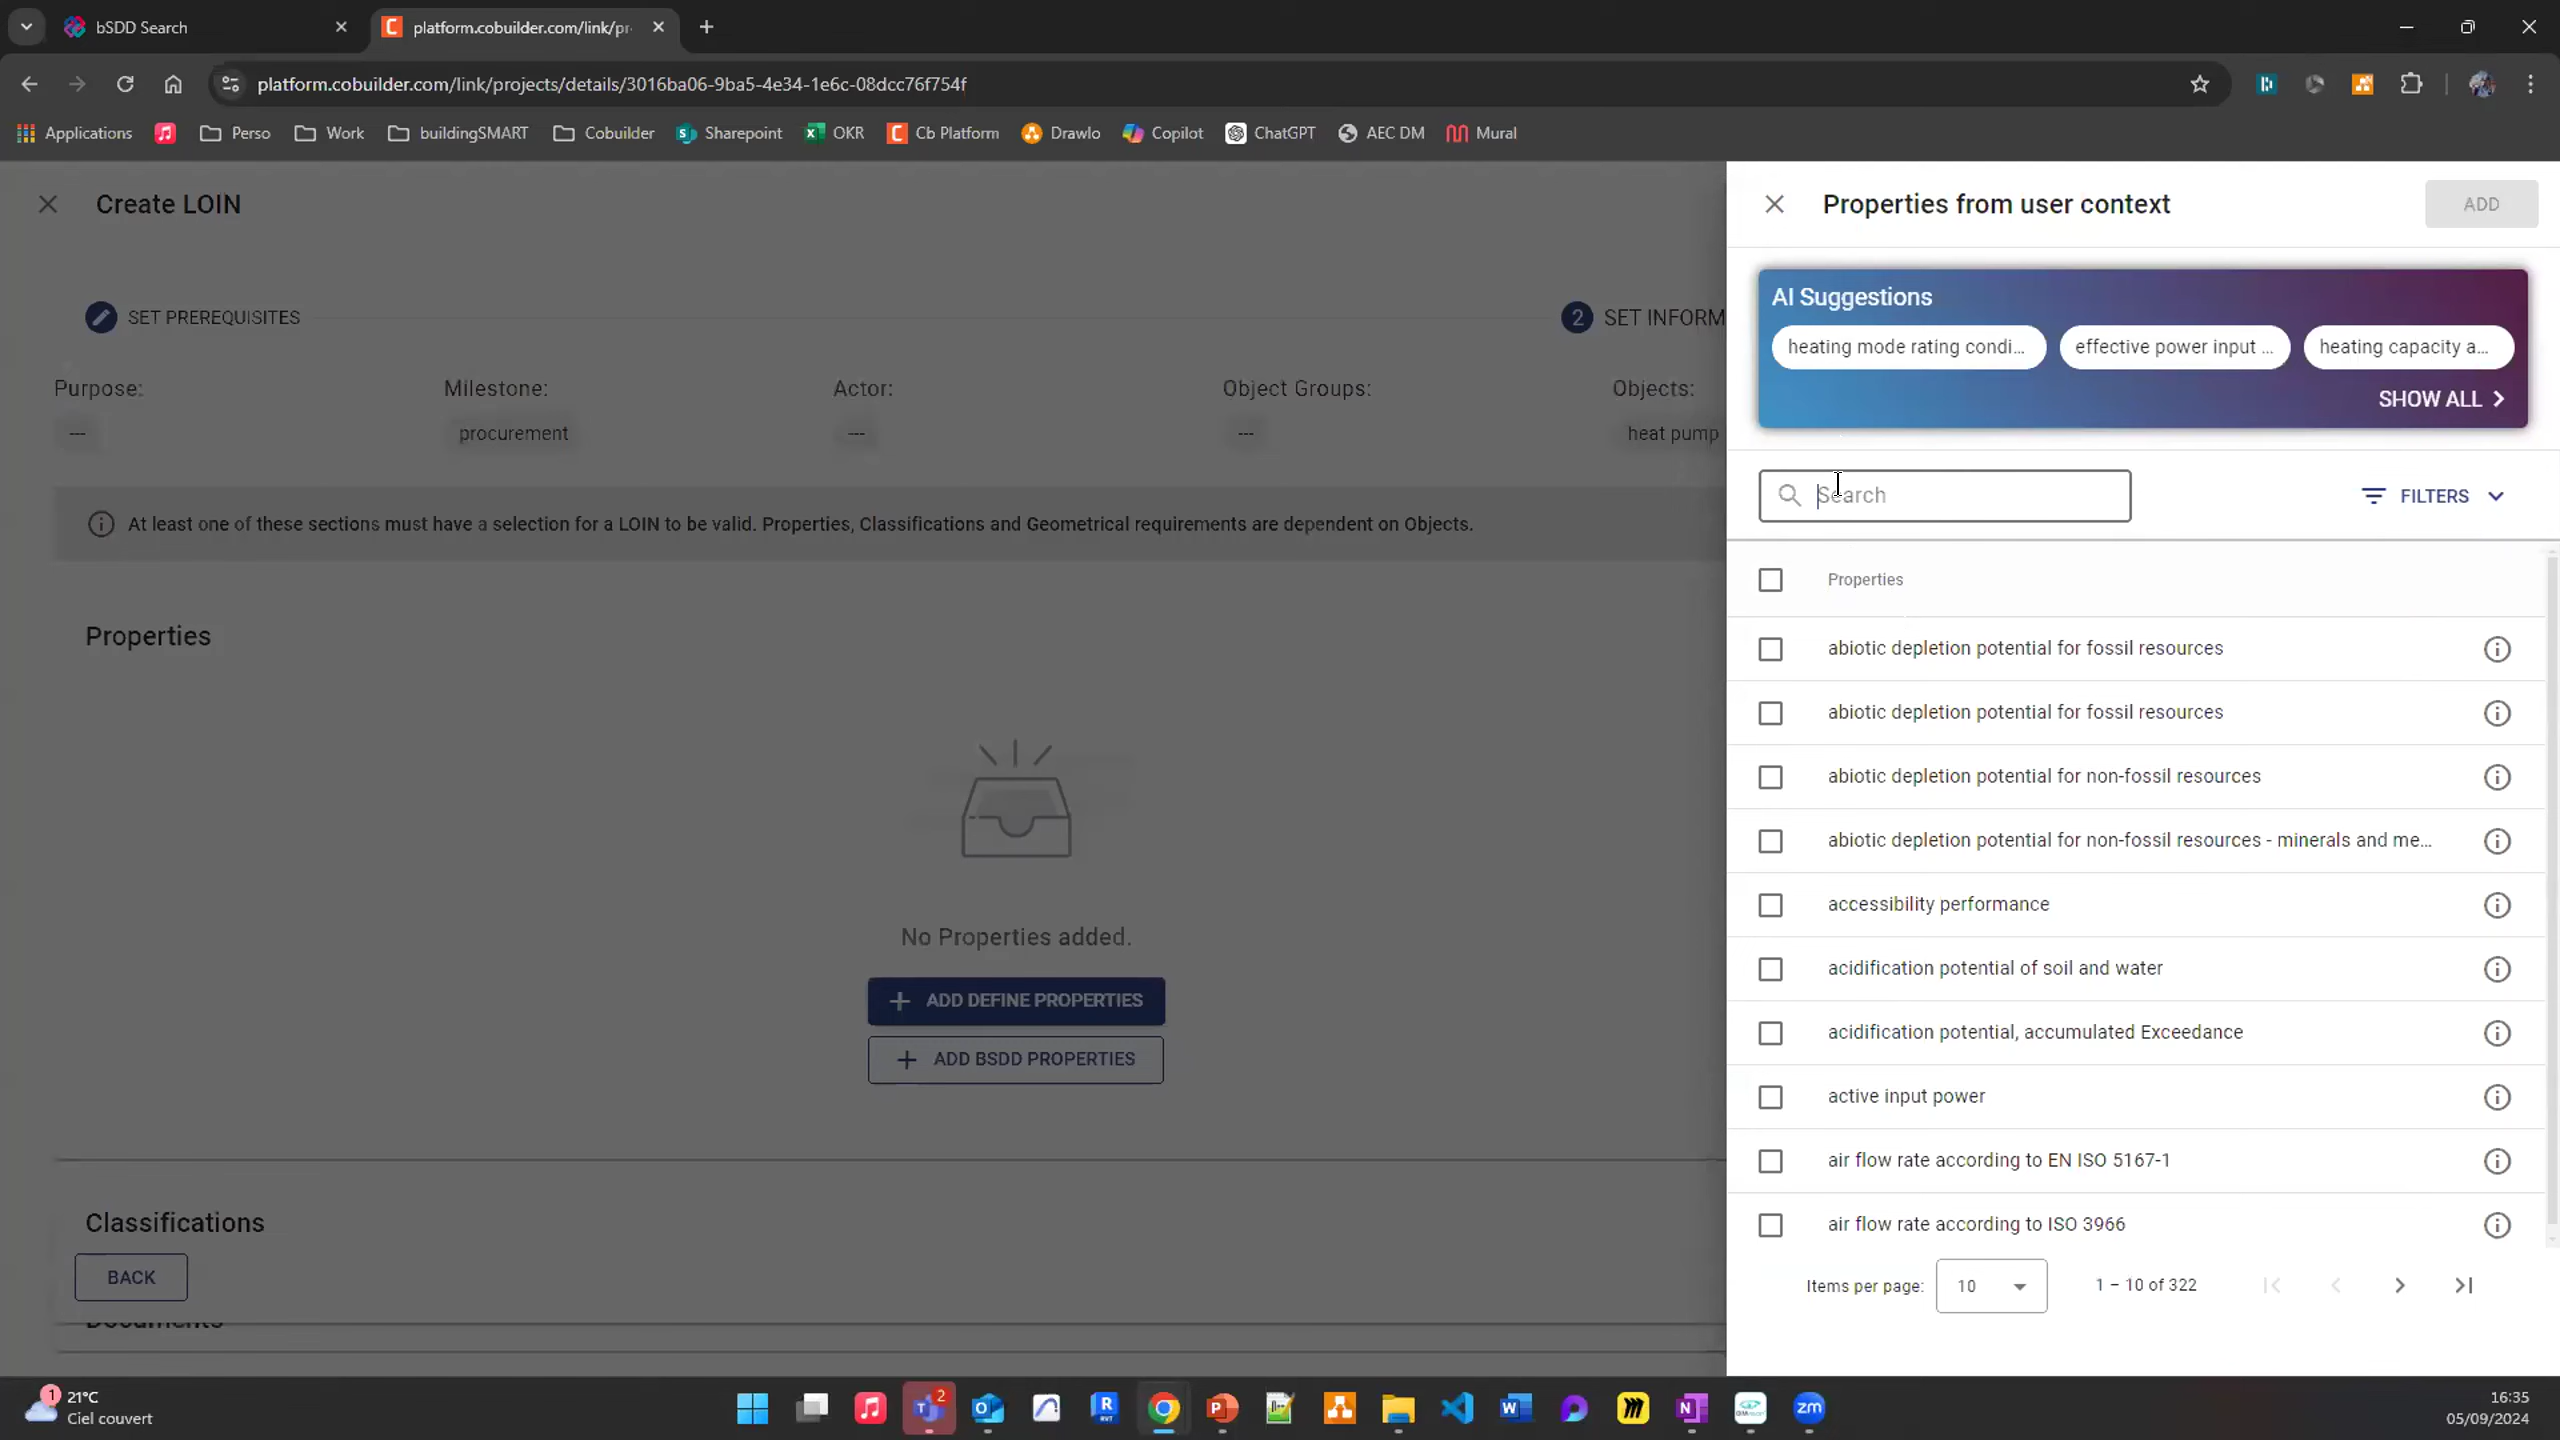 bSDD Search
platform.cobuilder.com/link/pr
platform.cobuilder.com/link/projects/details/3016ba06-9ba5-4e34-1e6c-08dcc76f754f
Applications Perso Work buildingSMART Cobuilder Sharepoint OKR Cb Platform Drawlo Copilot ChatGPT AEC DM Mural
Create LOIN
SET PREREQUISITES
2 SET INFORM
Purpose: Milestone: Actor: Object Groups: Objects:
--- procurement --- --- heat pump
At least one of these sections must have a selection for a LOIN to be valid. Properties, Classifications and Geometrical requirements are dependent on Objects.
Properties
No Properties added.
ADD DEFINE PROPERTIES
ADD BSDD PROPERTIES
Classifications
BACK
Documents
Properties from user context
ADD
AI Suggestions
heating mode rating condi... effective power input ... heating capacity a...
SHOW ALL
Search
FILTERS
Properties
abiotic depletion potential for fossil resources
abiotic depletion potential for fossil resources
abiotic depletion potential for non-fossil resources
abiotic depletion potential for non-fossil resources - minerals and me...
accessibility performance
acidification potential of soil and water
acidification potential, accumulated Exceedance
active input power
air flow rate according to EN ISO 5167-1
air flow rate according to ISO 3966
Items per page: 10 1 – 10 of 322
1 21°C
Ciel couvert
2
zm
16:35
05/09/2024